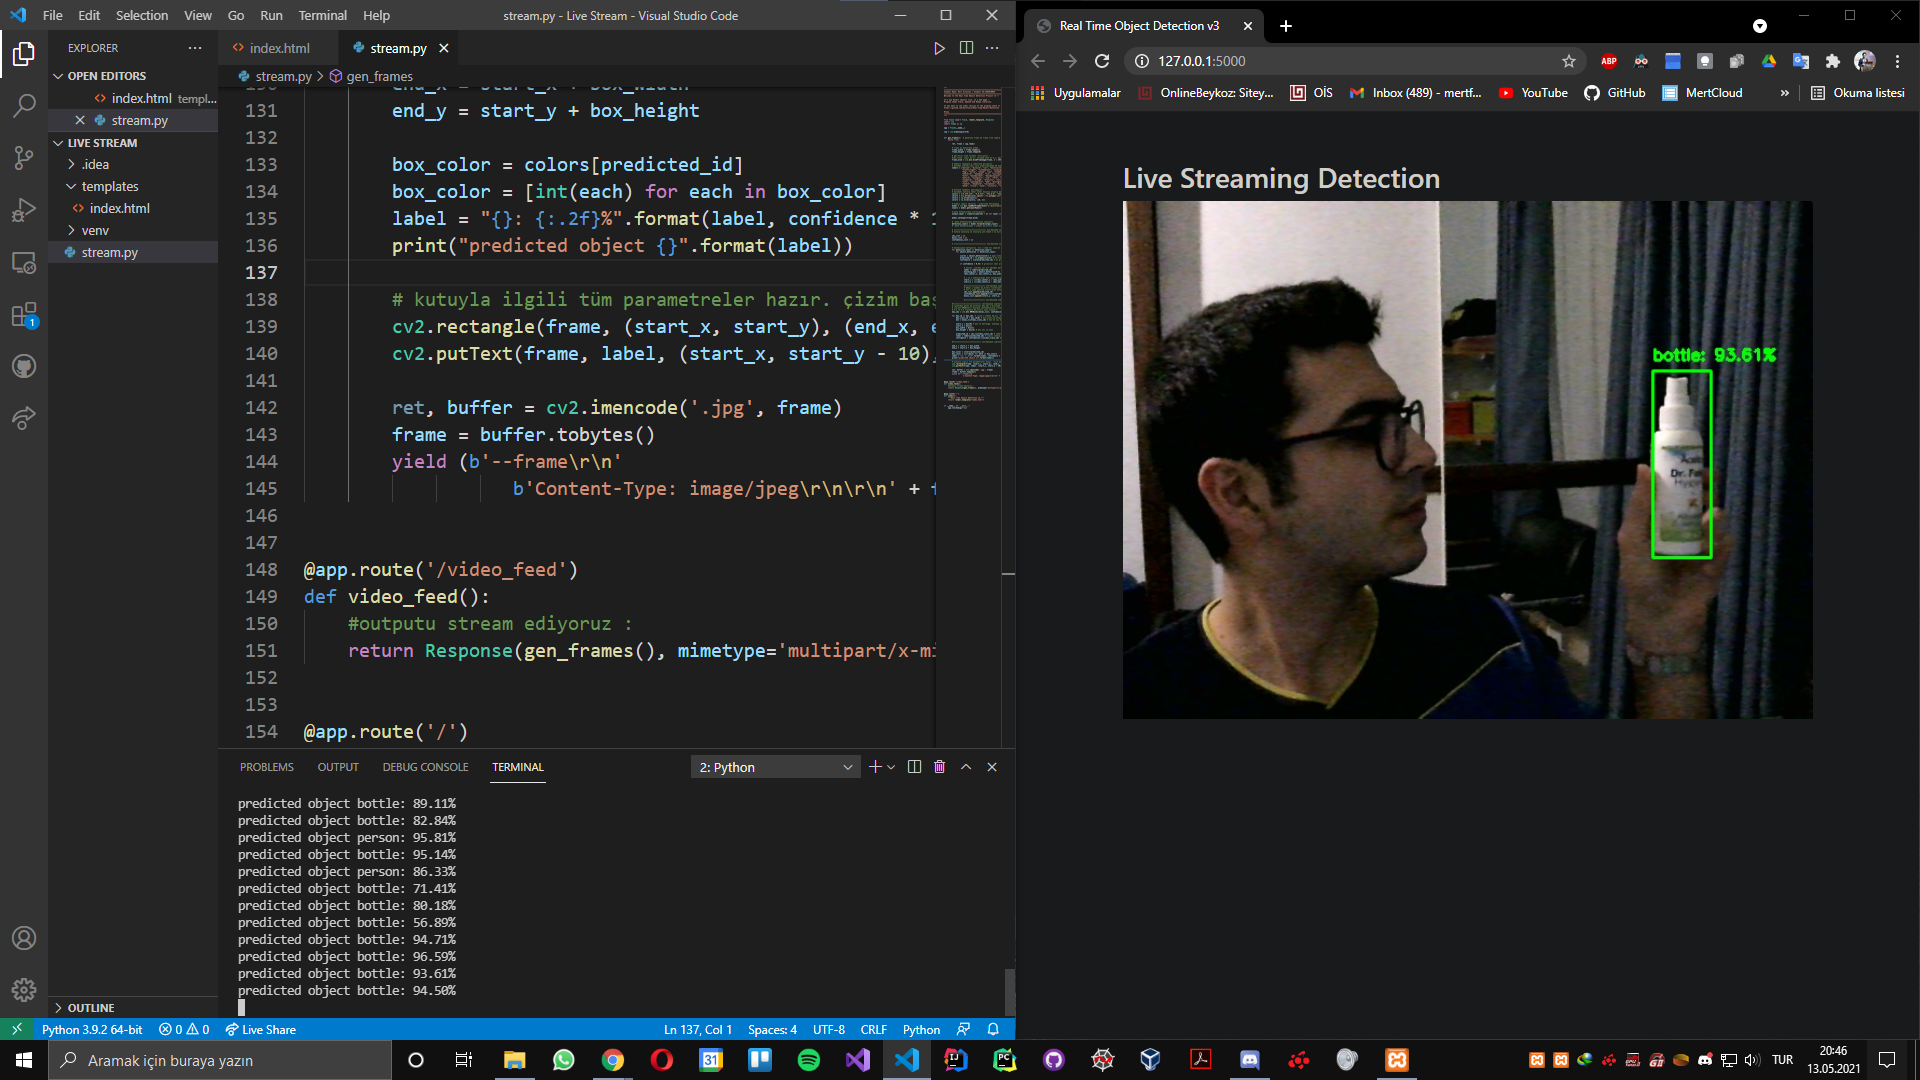 File Edit Selection View Go Run Terminal Help
stream.py - Live Stream - Visual Studio Code
EXPLORER
OPEN EDITORS
index.html templ...
stream.py
LIVE STREAM
.idea
templates
index.html
venv
stream.py
OUTLINE
index.html
stream.py
stream.py > gen_frames
131 end_y = start_y + box_height
132
133 box_color = colors[predicted_id]
134 box_color = [int(each) for each in box_color]
135 label = "{}: {:.2f}%".format(label, confidence *
136 print("predicted object {}".format(label))
137
138 # kutuyla ilgili tüm parametreler hazır. çizim baş
139 cv2.rectangle(frame, (start_x, start_y), (end_x, e
140 cv2.putText(frame, label, (start_x, start_y - 10),
141
142 ret, buffer = cv2.imencode('.jpg', frame)
143 frame = buffer.tobytes()
144 yield (b'--frame\r\n'
145 b'Content-Type: image/jpeg\r\n\r\n' + f
146
147
148 @app.route('/video_feed')
149 def video_feed():
150 #outputu stream ediyoruz :
151 return Response(gen_frames(), mimetype='multipart/x-mi
152
153
154 @app.route('/')
PROBLEMS OUTPUT DEBUG CONSOLE TERMINAL
2: Python
predicted object bottle: 89.11%
predicted object bottle: 82.84%
predicted object person: 95.81%
predicted object bottle: 95.14%
predicted object person: 86.33%
predicted object bottle: 71.41%
predicted object bottle: 80.18%
predicted object bottle: 56.89%
predicted object bottle: 94.71%
predicted object bottle: 96.59%
predicted object bottle: 93.61%
predicted object bottle: 94.50%
Python 3.9.2 64-bit 0 0 Live Share
Ln 137, Col 1 Spaces: 4 UTF-8 CRLF Python
Real Time Object Detection v3
127.0.0.1:5000
ABP
Uygulamalar OnlineBeykoz: Sitey... OİS Inbox (489) - mertf... YouTube GitHub MertCloud » Okuma listesi
Live Streaming Detection
bottle: 93.61%
Dr.
Aramak için buraya yazın
31
TUR
20:46
13.05.2021